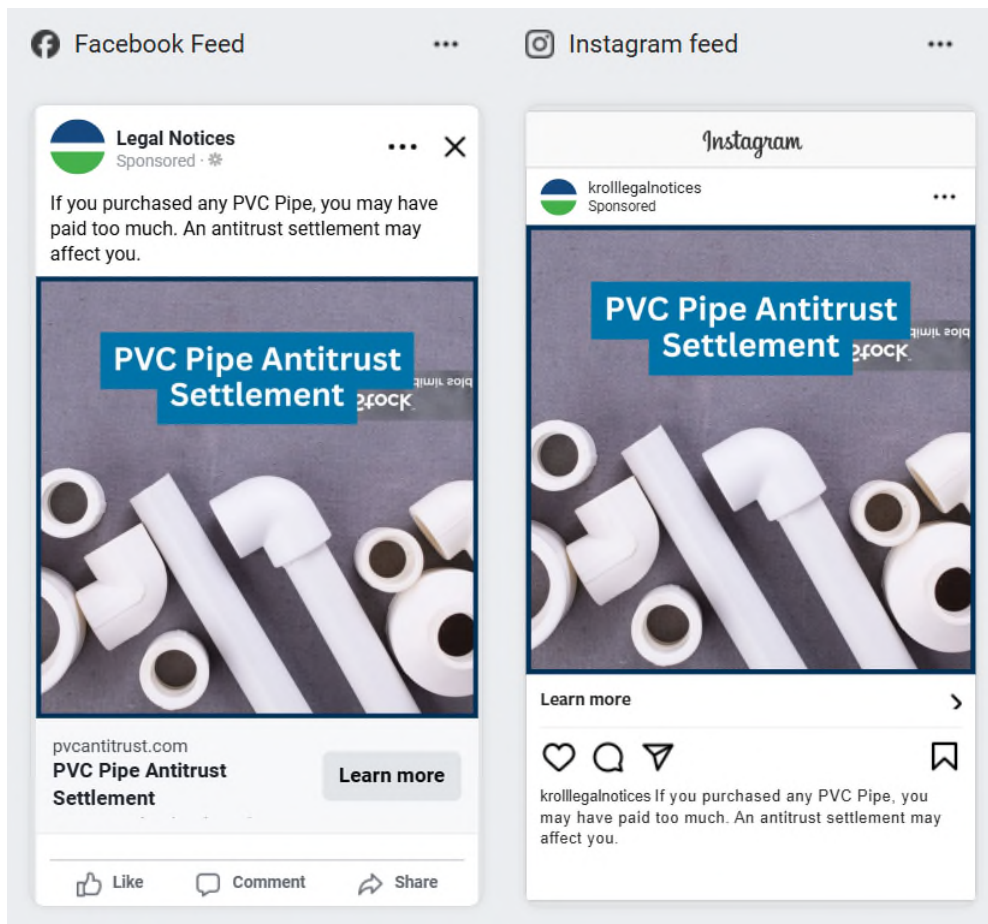 Facebook Feed
Legal Notices
Sponsored ·
If you purchased any PVC Pipe, you may have
paid too much. An antitrust settlement may
affect you.
PVC Pipe Antitrust
Settlement
Stock
pvcantitrust.com
PVC Pipe Antitrust
Settlement
Learn more
Like Comment Share
Instagram feed
Instagram
krolllegalnotices
Sponsored
PVC Pipe Antitrust
Settlement
Stock
Learn more
krolllegalnotices If you purchased any PVC Pipe, you
may have paid too much. An antitrust settlement may
affect you.